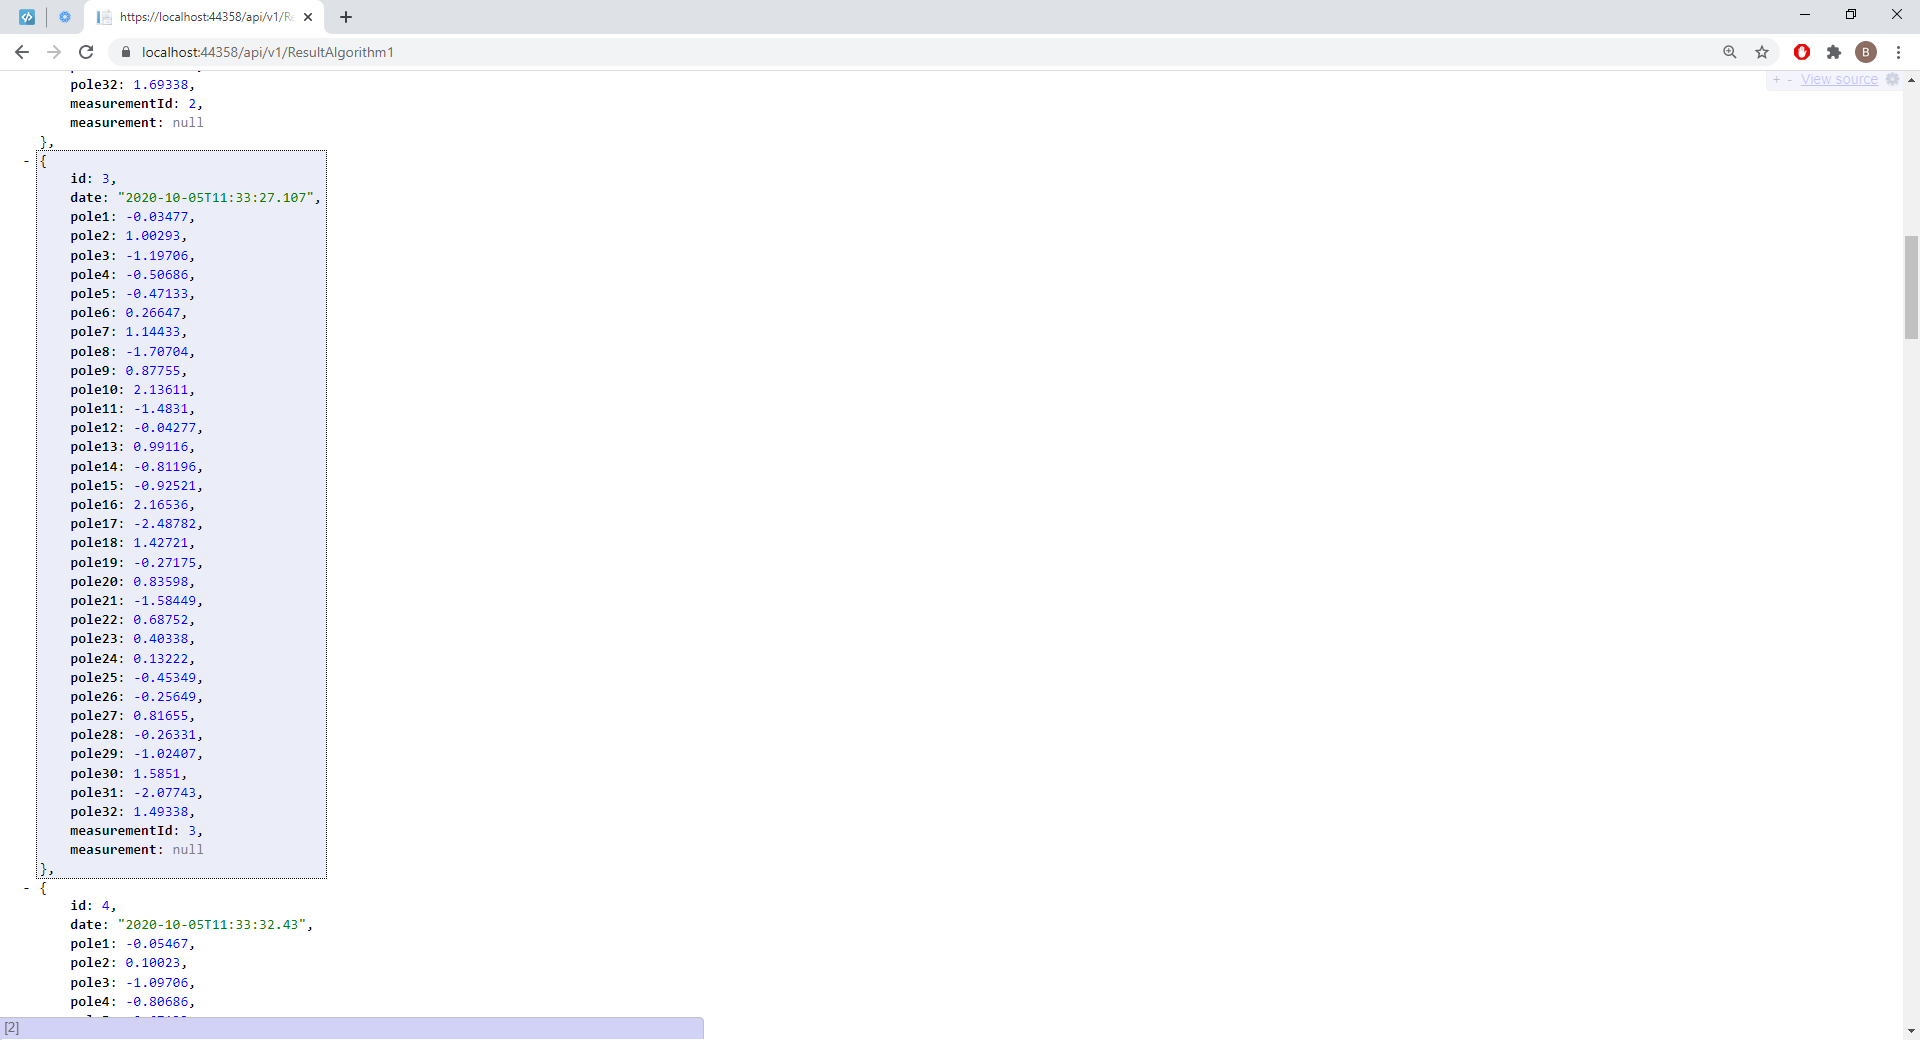 https://localhost:44358/api/v1/Re
localhost:44358/api/v1/ResultAlgorithm1
B
+ - View source
pole32: 1.69338,
measurementId: 2,
measurement: null
},
- {
id: 3,
date: "2020-10-05T11:33:27.107",
pole1: -0.03477,
pole2: 1.00293,
pole3: -1.19706,
pole4: -0.50686,
pole5: -0.47133,
pole6: 0.26647,
pole7: 1.14433,
pole8: -1.70704,
pole9: 0.87755,
pole10: 2.13611,
pole11: -1.4831,
pole12: -0.04277,
pole13: 0.99116,
pole14: -0.81196,
pole15: -0.92521,
pole16: 2.16536,
pole17: -2.48782,
pole18: 1.42721,
pole19: -0.27175,
pole20: 0.83598,
pole21: -1.58449,
pole22: 0.68752,
pole23: 0.40338,
pole24: 0.13222,
pole25: -0.45349,
pole26: -0.25649,
pole27: 0.81655,
pole28: -0.26331,
pole29: -1.02407,
pole30: 1.5851,
pole31: -2.07743,
pole32: 1.49338,
measurementId: 3,
measurement: null
},
- {
id: 4,
date: "2020-10-05T11:33:32.43",
pole1: -0.05467,
pole2: 0.10023,
pole3: -1.09706,
pole4: -0.80686,
[2]